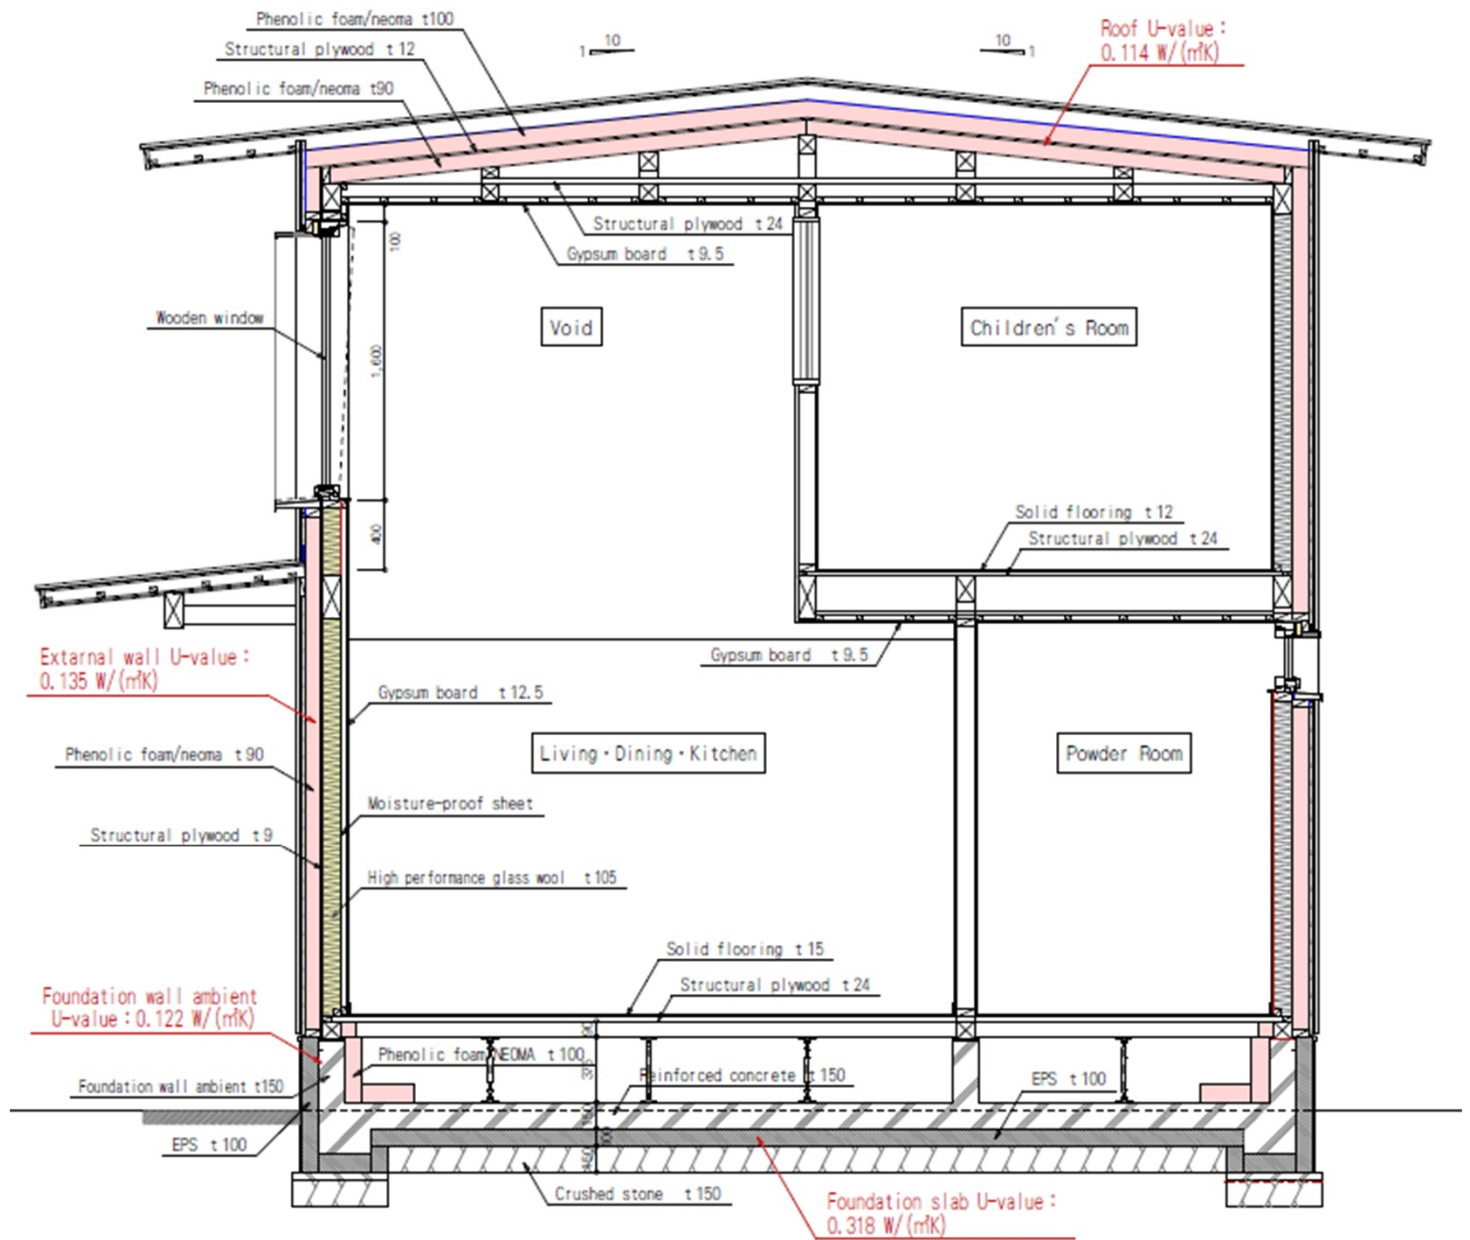 Phenolic foam/neoma t100
Structural plywood t12
Phenolic foam/neoma t90
10
1
10
1
Roof U-value：
0.114 W/(㎡K)
Structural plywood t24
Gypsum board t9.5
100
Wooden window
Void
Children's Room
1,600
400
Solid flooring t12
Structural plywood t24
Extarnal wall U-value：
0.135 W/(㎡K)
Gypsum board t9.5
Gypsum board t12.5
Phenolic foam/neoma t90
Living・Dining・Kitchen
Powder Room
Moisture-proof sheet
Structural plywood t9
High performance glass wool t105
Solid flooring t15
Structural plywood t24
Foundation wall ambient
U-value：0.122 W/(㎡K)
Phenolic foam/NEOMA t100
Foundation wall ambient t150
Reinforced concrete t150
EPS t100
EPS t100
Crushed stone t150
Foundation slab U-value：
0.318 W/(㎡K)